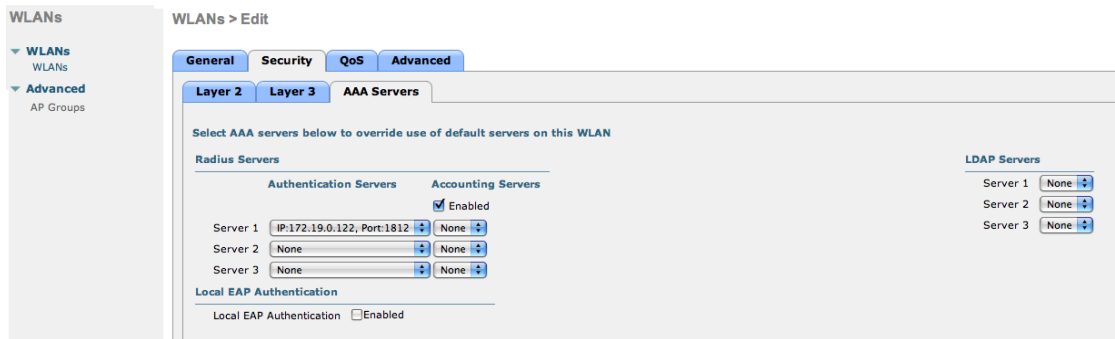 WLANs
WLANs > Edit
WLANs
WLANs
Advanced
AP Groups
General Security QoS Advanced
Layer 2 Layer 3 AAA Servers
Select AAA servers below to override use of default servers on this WLAN
Radius Servers
LDAP Servers
Authentication Servers Accounting Servers
Enabled
Server 1 IP:172.19.0.122, Port:1812 None
Server 2 None None
Server 3 None None
Server 1 None
Server 2 None
Server 3 None
Local EAP Authentication
Local EAP Authentication Enabled